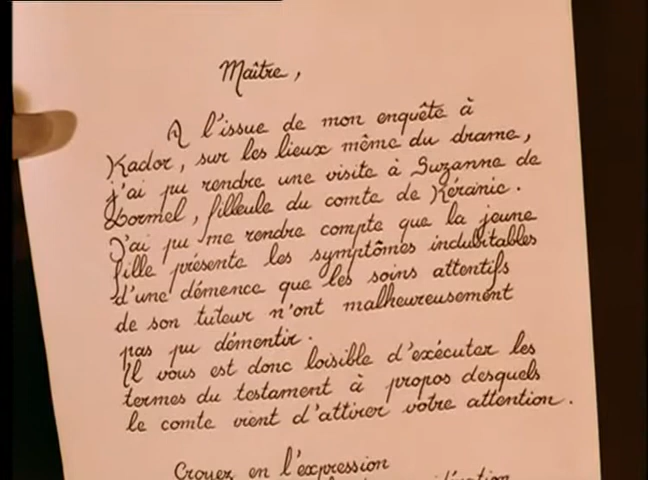 Maître,
A l'issue de mon enquête à
Kador, sur les lieux même du drame,
j'ai pu rendre une visite à Suzanne de
Lormel, filleule du comte de Kéranic.
J'ai pu me rendre compte que la jeune
fille présente les symptômes indubitables
d'une démence que les soins attentifs
de son tuteur n'ont malheureusement
pas pu démentir.
Il vous est donc loisible d'exécuter les
termes du testament à propos desquels
le comte vient d'attirer votre attention.
Croyez en l'expression